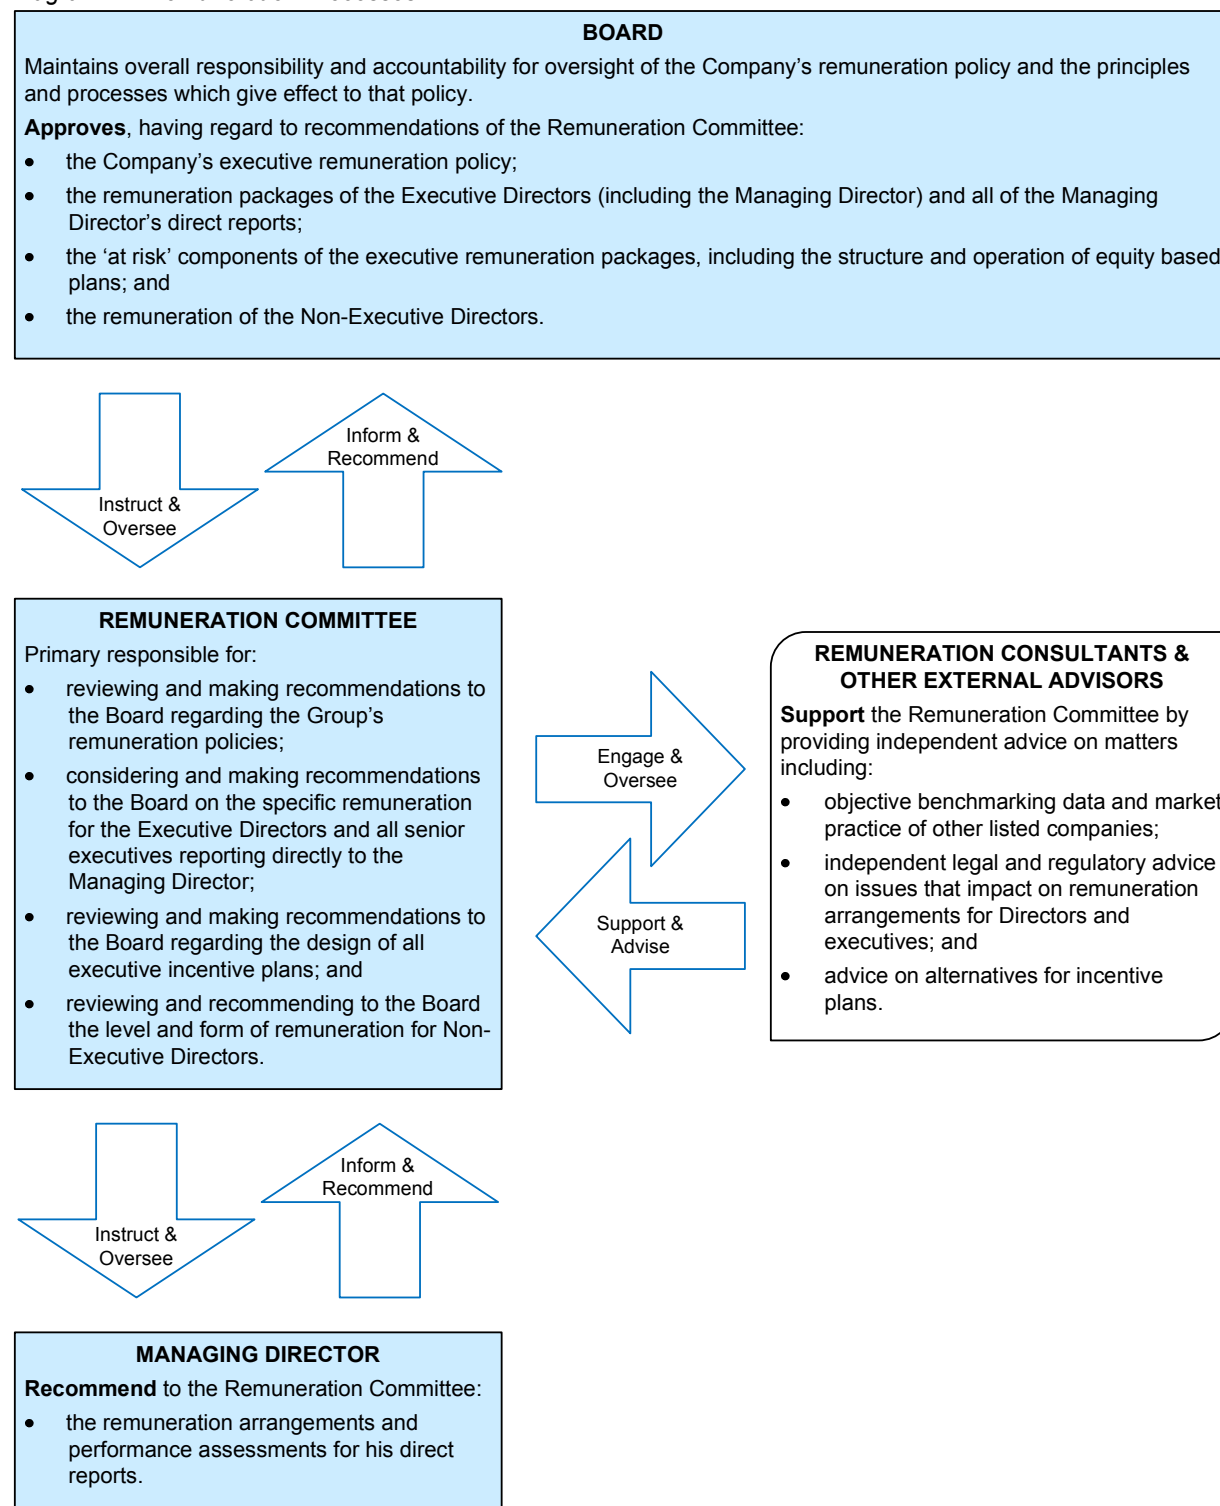 BOARD
Maintains overall responsibility and accountability for oversight of the Company’s remuneration policy and the principles
and processes which give effect to that policy.
Approves, having regard to recommendations of the Remuneration Committee:
• the Company’s executive remuneration policy;
• the remuneration packages of the Executive Directors (including the Managing Director) and all of the Managing
Director’s direct reports;
• the ‘at risk’ components of the executive remuneration packages, including the structure and operation of equity based
plans; and
• the remuneration of the Non-Executive Directors.
Inform &
Recommend
Instruct &
Oversee
REMUNERATION COMMITTEE
Primary responsible for:
• reviewing and making recommendations to
the Board regarding the Group’s
remuneration policies;
• considering and making recommendations
to the Board on the specific remuneration
for the Executive Directors and all senior
executives reporting directly to the
Managing Director;
• reviewing and making recommendations to
the Board regarding the design of all
executive incentive plans; and
• reviewing and recommending to the Board
the level and form of remuneration for Non-
Executive Directors.
Engage &
Oversee
Support &
Advise
REMUNERATION CONSULTANTS &
OTHER EXTERNAL ADVISORS
Support the Remuneration Committee by
providing independent advice on matters
including:
• objective benchmarking data and market
practice of other listed companies;
• independent legal and regulatory advice
on issues that impact on remuneration
arrangements for Directors and
executives; and
• advice on alternatives for incentive
plans.
Inform &
Recommend
Instruct &
Oversee
MANAGING DIRECTOR
Recommend to the Remuneration Committee:
• the remuneration arrangements and
performance assessments for his direct
reports.